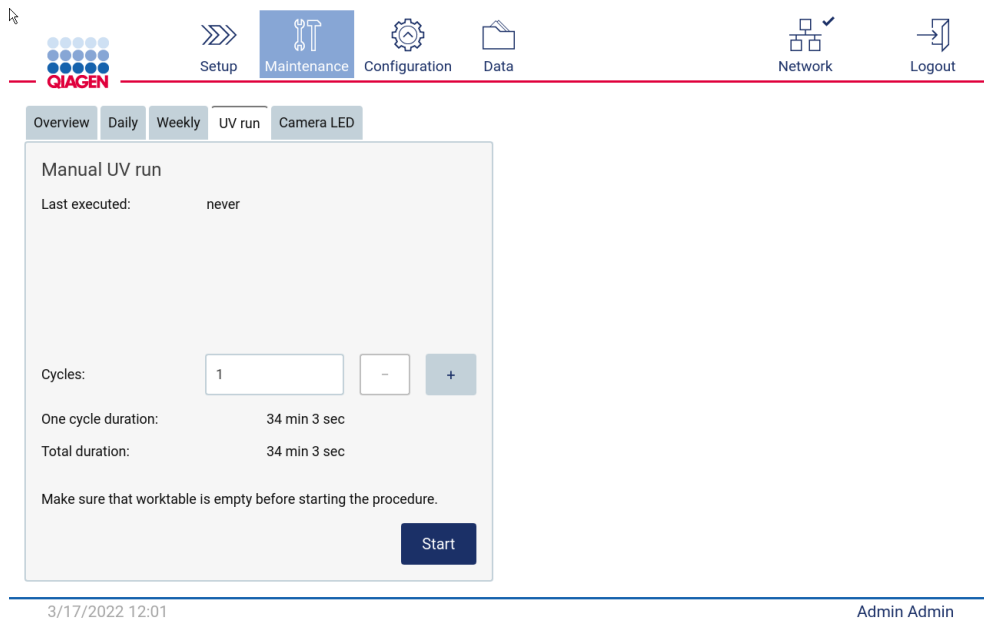 QIAGEN
Setup
Maintenance
Configuration
Data
Network
Logout
Overview
Daily
Weekly
UV run
Camera LED
Manual UV run
Last executed: never
Cycles: 1 - +
One cycle duration: 34 min 3 sec
Total duration: 34 min 3 sec
Make sure that worktable is empty before starting the procedure.
Start
3/17/2022 12:01
Admin Admin